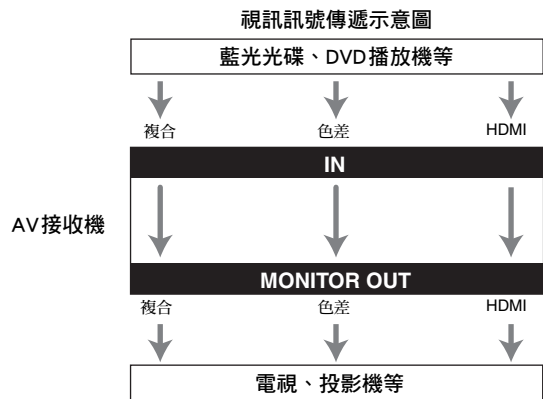 視訊訊號傳遞示意圖
藍光光碟、DVD播放機等
複合 色差 HDMI
IN
AV接收機
MONITOR OUT
複合 色差 HDMI
電視、投影機等